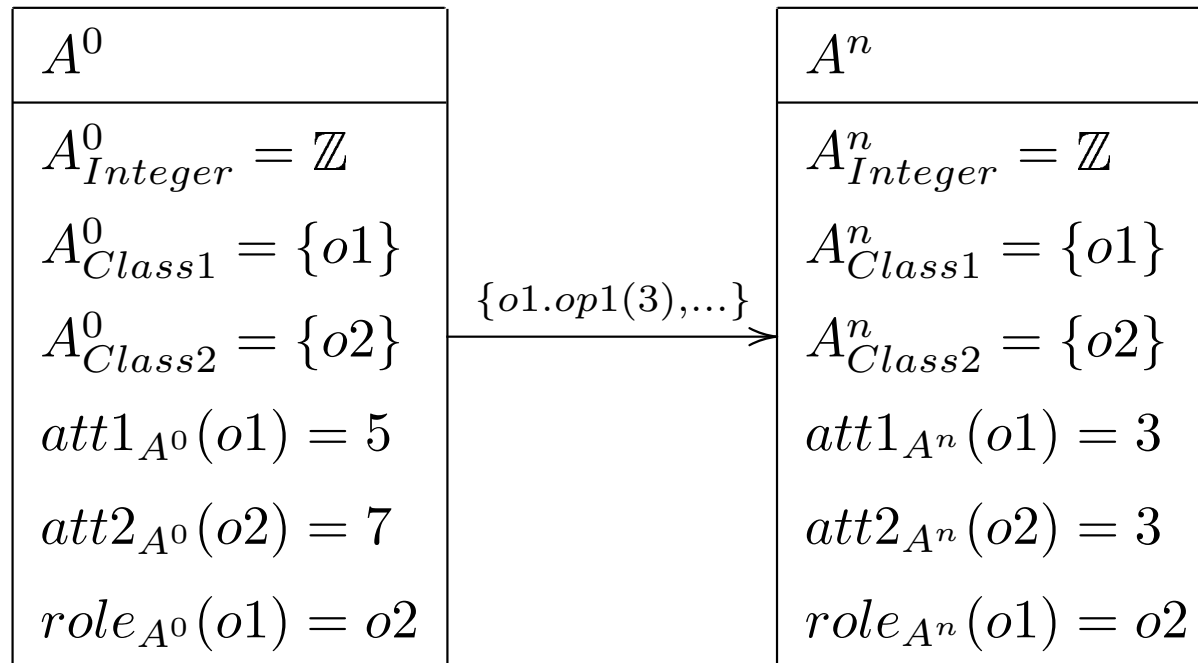 A^0
A^0_{Integer} = ℤ
A^0_{Class1} = {o1}
A^0_{Class2} = {o2}
att1_{A^0}(o1) = 5
att2_{A^0}(o2) = 7
role_{A^0}(o1) = o2
{o1.op1(3),...}
A^n
A^n_{Integer} = ℤ
A^n_{Class1} = {o1}
A^n_{Class2} = {o2}
att1_{A^n}(o1) = 3
att2_{A^n}(o2) = 3
role_{A^n}(o1) = o2